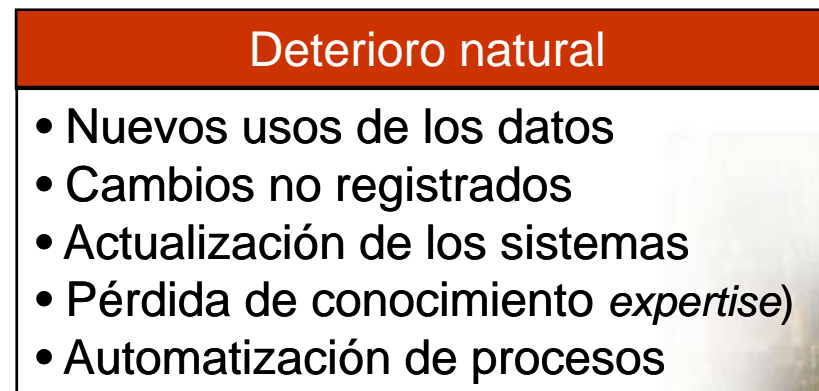 Deterioro natural
• Nuevos usos de los datos
• Cambios no registrados
• Actualización de los sistemas
• Pérdida de conocimiento expertise)
• Automatización de procesos